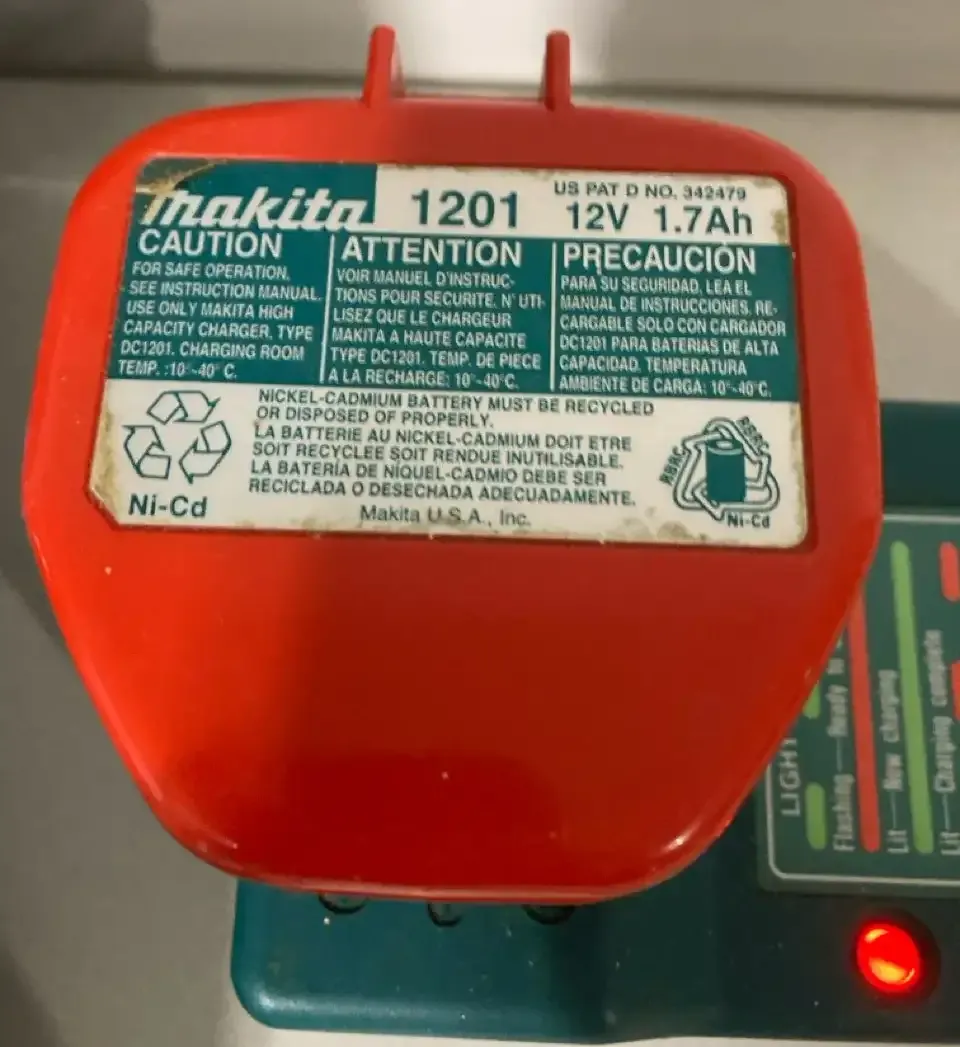 makita
1201
US PAT D NO. 342479
12V 1.7Ah
CAUTION
FOR SAFE OPERATION,
SEE INSTRUCTION MANUAL.
USE ONLY MAKITA HIGH
CAPACITY CHARGER, TYPE
DC1201. CHARGING ROOM
TEMP. :10°-40°C.
ATTENTION
VOIR MANUEL D'INSTRUC-
TIONS POUR SECURITE. N' UTI-
LISEZ QUE LE CHARGEUR
MAKITA A HAUTE CAPACITE
TYPE DC1201. TEMP. DE PIECE
A LA RECHARGE: 10°-40°C.
PRECAUCIÓN
PARA SU SEGURIDAD, LEA EL
MANUAL DE INSTRUCCIONES. RE-
CARGABLE SOLO CON CARGADOR
DC1201 PARA BATERIAS DE ALTA
CAPACIDAD. TEMPERATURA
AMBIENTE DE CARGA: 10°-40°C.
NICKEL-CADMIUM BATTERY MUST BE RECYCLED
OR DISPOSED OF PROPERLY.
LA BATTERIE AU NICKEL-CADMIUM DOIT ETRE
SOIT RECYCLEE SOIT RENDUE INUTILISABLE.
LA BATERÍA DE NÍQUEL-CADMIO DEBE SER
RECICLADA O DESECHADA ADECUADAMENTE.
Makita U.S.A., Inc.
Ni-Cd
RBRC
RBRC
Ni-Cd
LIGHT
Flashing—Ready to
Lit—Now charging
Lit—Charging complete